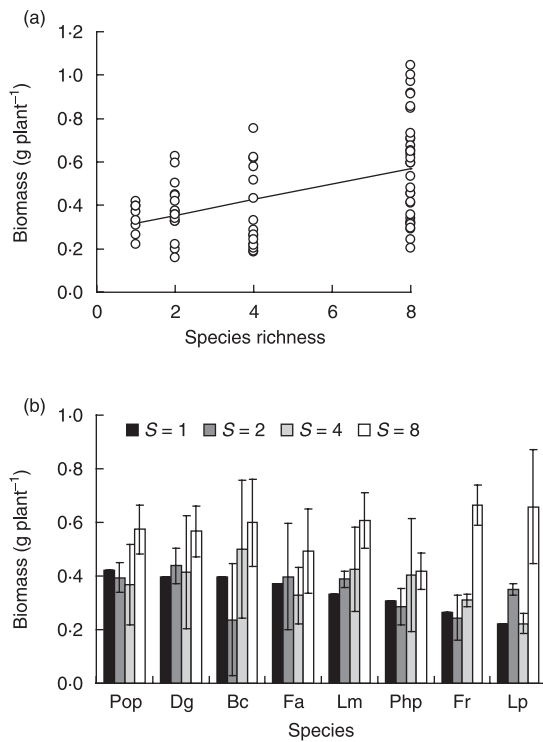 (a)
1·2
1·0
0·8
0·6
0·4
0·2
0·0
Biomass (g plant⁻¹)
0 2 4 6 8
Species richness
(b)
1·0
0·8
0·6
0·4
0·2
0·0
Biomass (g plant⁻¹)
S = 1 S = 2 S = 4 S = 8
Pop Dg Bc Fa Lm Php Fr Lp
Species